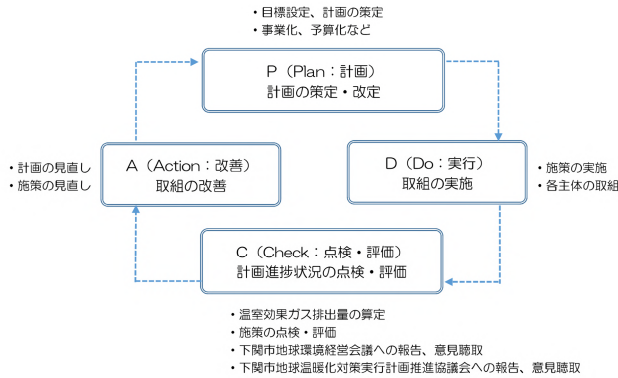 ・目標設定、計画の策定
・事業化、予算化など
P（Plan：計画）
計画の策定・改定
A（Action：改善）
取組の改善
・計画の見直し
・施策の見直し
D（Do：実行）
取組の実施
・施策の実施
・各主体の取組
C（Check：点検・評価）
計画進捗状況の点検・評価
・温室効果ガス排出量の算定
・施策の点検・評価
・下関市地球環境経営会議への報告、意見聴取
・下関市地球温暖化対策実行計画推進協議会への報告、意見聴取